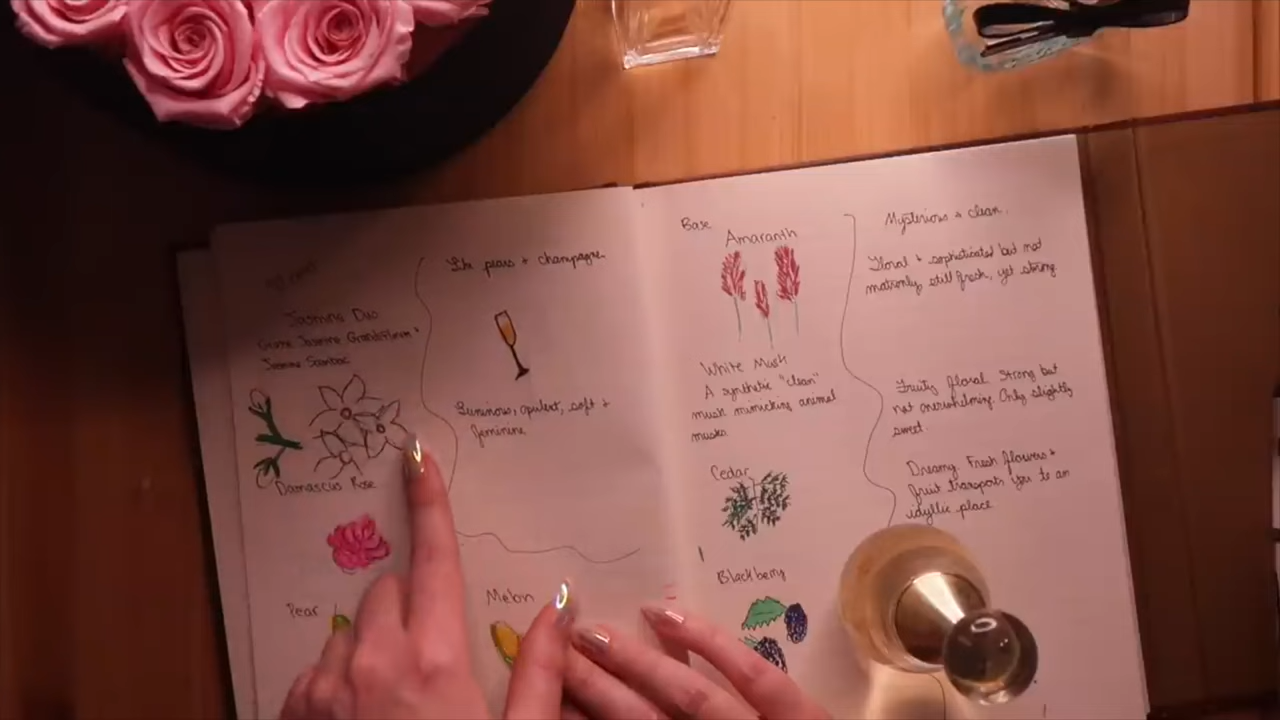 Jasmine Duo
Jasmine Grandiflorum +
Jasmine Sambac
Damascus Rose
Pear
Like pears + champagne
Luminous, opulent, soft +
feminine
Melon
Base
Amaranth
White Musk
A synthetic "clean"
musk mimicking animal
musks.
Cedar
Blackberry
Mysterious + clean.
Floral + sophisticated but not
matronly, still fresh, yet strong.
Fruity floral. Strong but
not overwhelming. Only slightly
sweet.
Dreamy. Fresh flowers +
fruit transports you to an
idyllic place.